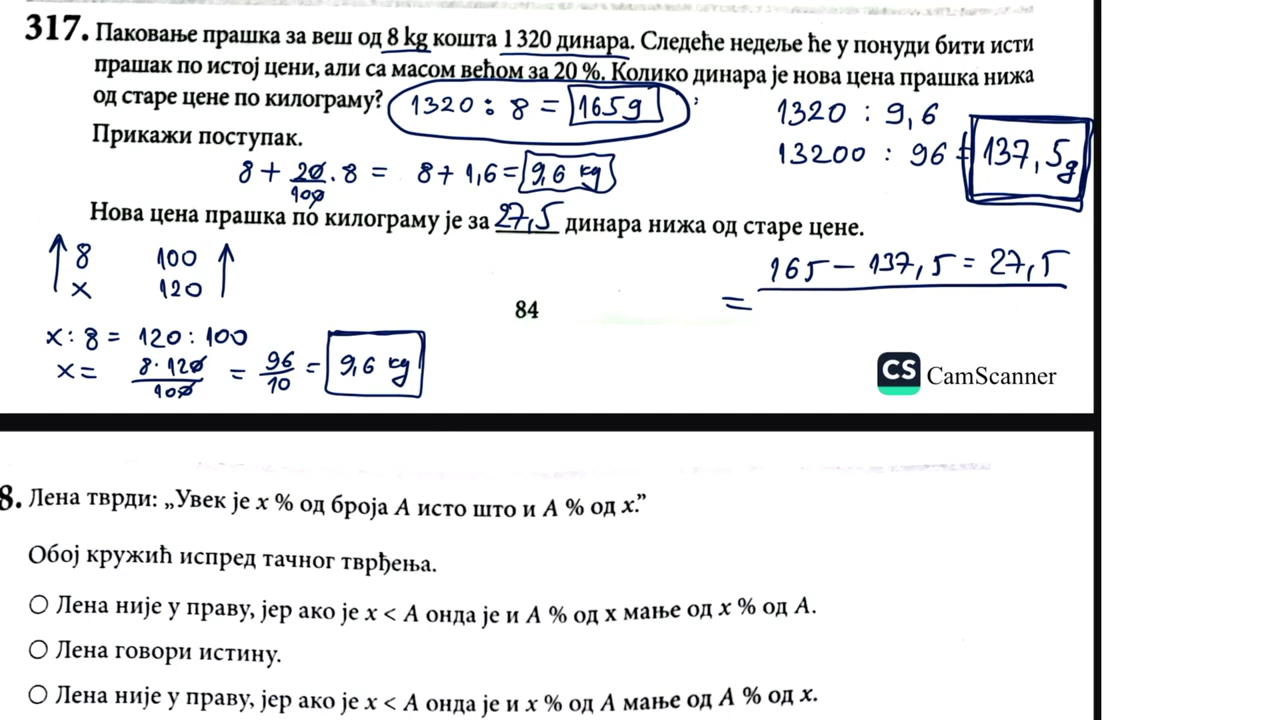 317. Паковање прашка за веш од 8 kg кошта 1 320 динара. Следеће недеље ће у понуди бити исти
прашак по истој цени, али са масом већом за 20 %. Колико динара је нова цена прашка нижа
од старе цене по килограму? 1320 : 8 = 165g
1320 : 9,6
Прикажи поступак.
13200 : 96 = 137,5g
8 + 20/100 · 8 = 8 + 1,6 = 9,6 kg
Нова цена прашка по килограму је за 27,5 динара нижа од старе цене.
8 100
x 120
165 – 137,5 = 27,5
=
84
x : 8 = 120 : 100
x = 8 · 120/100 = 96/10 = 9,6 kg
CS CamScanner
8. Лена тврди: „Увек је x % од броја A исто што и A % од x.”
Обој кружић испред тачног тврђења.
○ Лена није у праву, јер ако је x < A онда је и A % од x мање од x % од A.
○ Лена говори истину.
○ Лена није у праву, јер ако је x < A онда је и x % од A мање од A % од x.